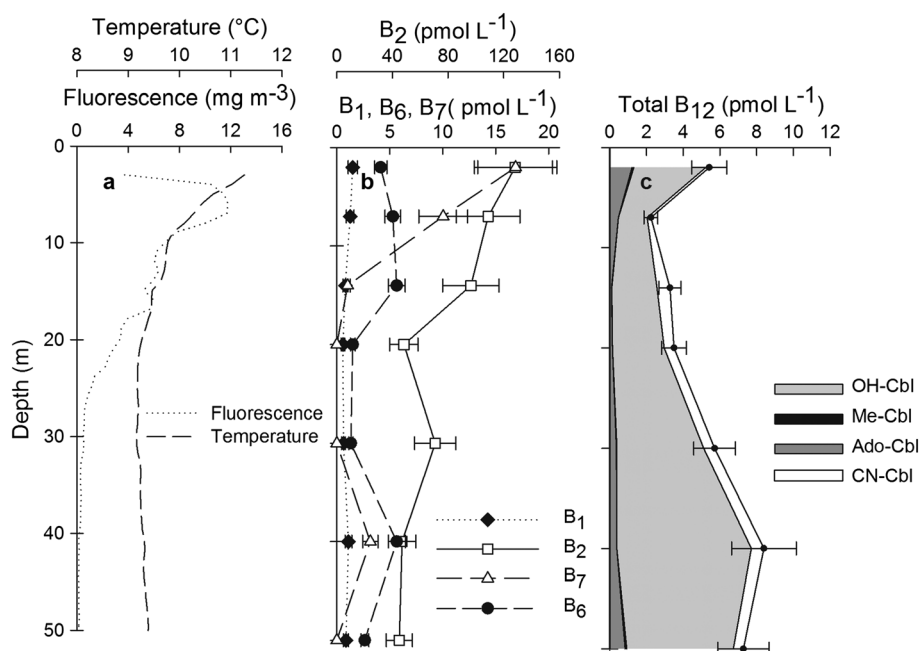 Temperature (°C)
8 9 10 11 12
Fluorescence (mg m-3)
0 4 8 12 16
B2 (pmol L-1)
0 40 80 120 160
B1, B6, B7( pmol L-1)
0 5 10 15 20
Total B12 (pmol L-1)
0 2 4 6 8 10 12
Depth (m)
0
10
20
30
40
50
a
Fluorescence
Temperature
b
B1
B2
B7
B6
c
OH-Cbl
Me-Cbl
Ado-Cbl
CN-Cbl